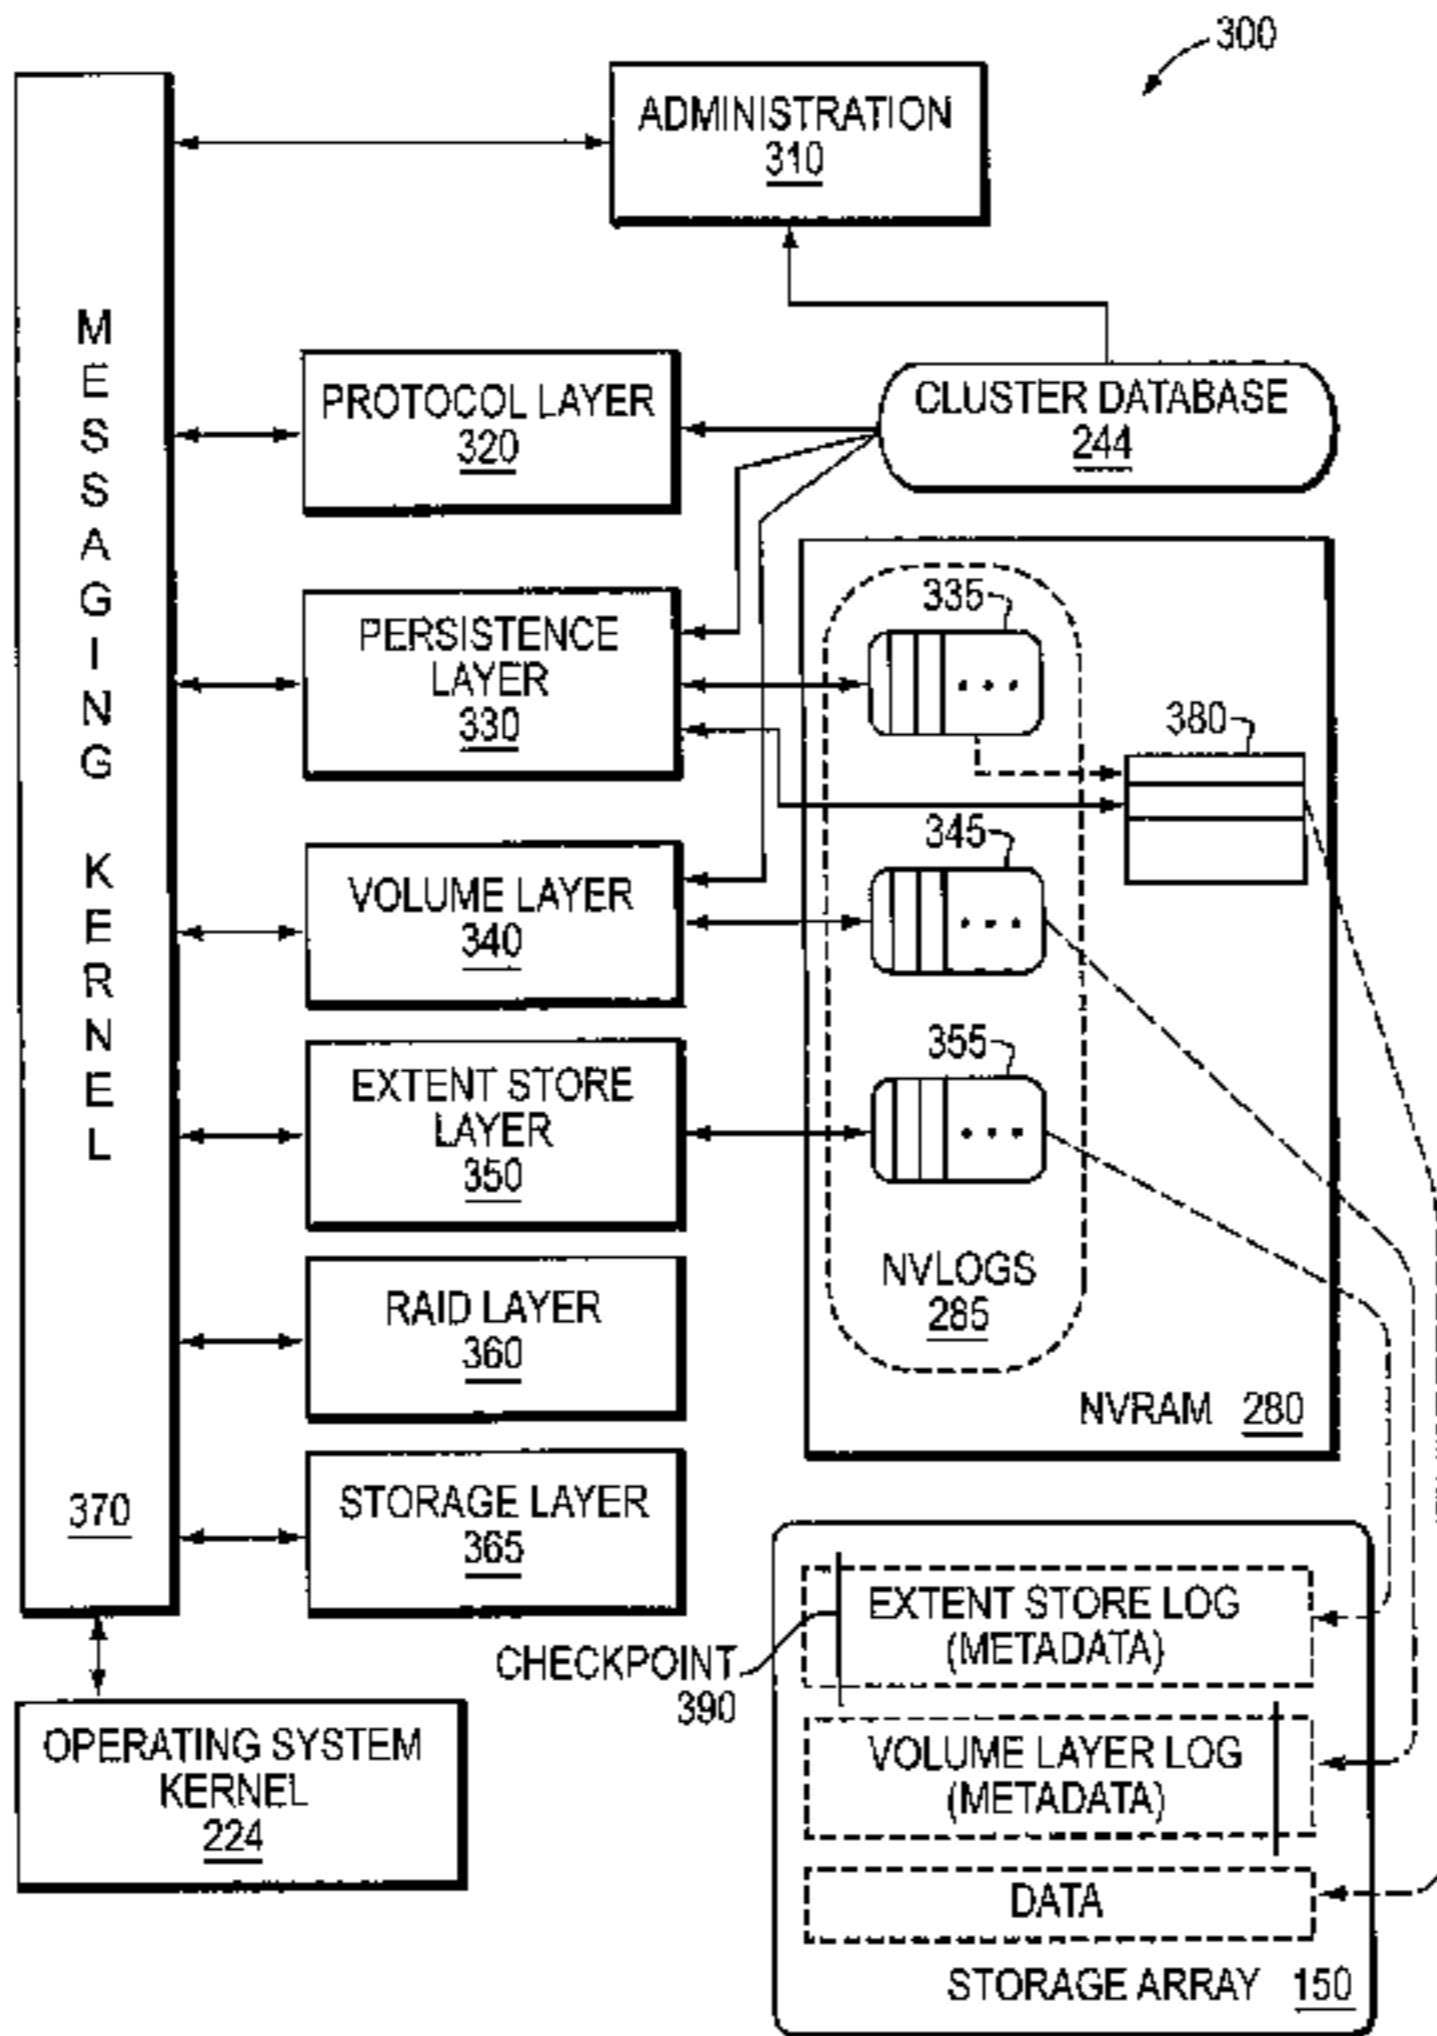 300
ADMINISTRATION
310
MESSAGING KERNEL
370
PROTOCOL LAYER
320
CLUSTER DATABASE
244
PERSISTENCE
LAYER
330
335
380
VOLUME LAYER
340
345
EXTENT STORE
LAYER
350
355
NVLOGS
285
RAID LAYER
360
NVRAM 280
STORAGE LAYER
365
EXTENT STORE LOG
(METADATA)
CHECKPOINT
390
VOLUME LAYER LOG
(METADATA)
DATA
STORAGE ARRAY 150
OPERATING SYSTEM
KERNEL
224